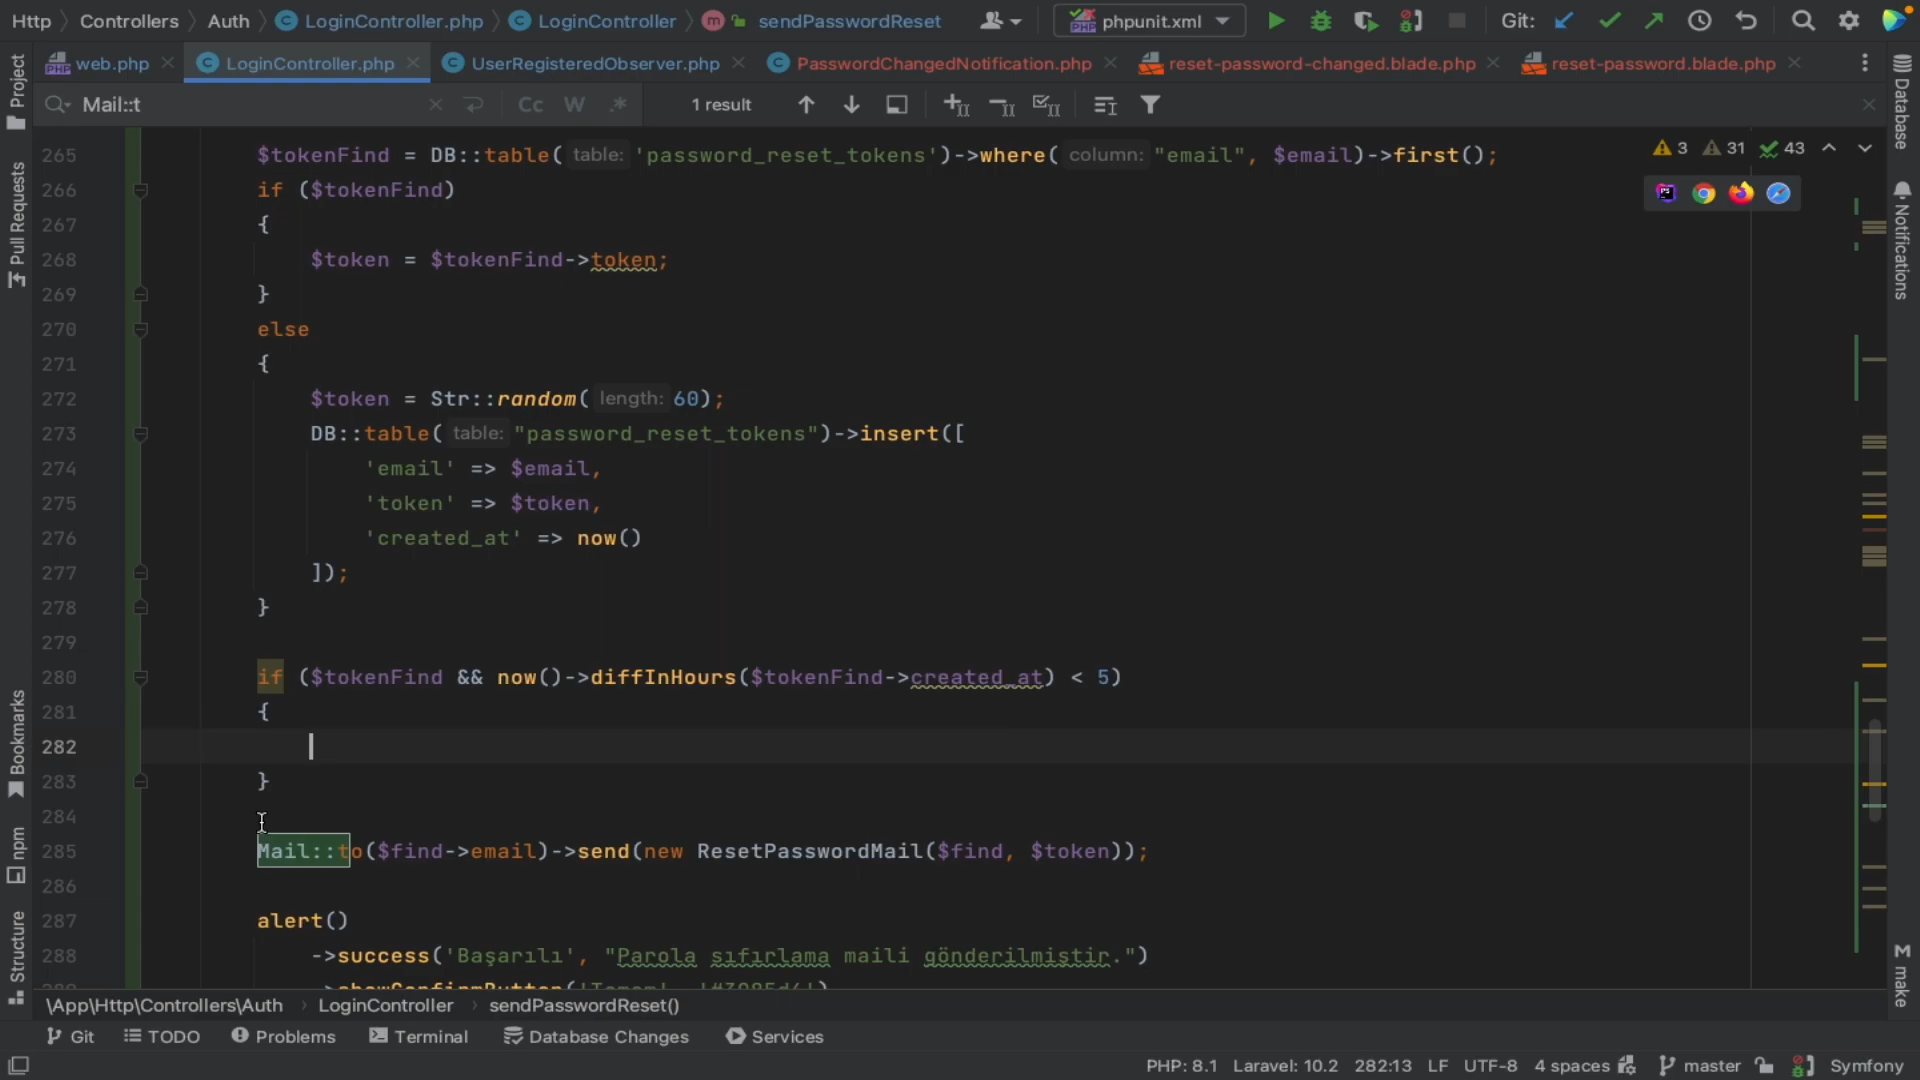 Http Controllers Auth LoginController.php LoginController m sendPasswordReset phpunit.xml Git:
web.php LoginController.php UserRegisteredObserver.php PasswordChangedNotification.php reset-password-changed.blade.php reset-password.blade.php
Mail::t Cc W .* 1 result
265 $tokenFind = DB::table( table: 'password_reset_tokens')->where( column: "email", $email)->first(); 3 31 43
266 if ($tokenFind)
267 {
268 $token = $tokenFind->token;
269 }
270 else
271 {
272 $token = Str::random( length: 60);
273 DB::table( table: "password_reset_tokens")->insert([
274 'email' => $email,
275 'token' => $token,
276 'created_at' => now()
277 ]);
278 }
279
280 if ($tokenFind && now()->diffInHours($tokenFind->created_at) < 5)
281 {
282
283 }
284
285 Mail::to($find->email)->send(new ResetPasswordMail($find, $token));
286
287 alert()
288 ->success('Başarılı', "Parola sıfırlama maili gönderilmistir.")
\App\Http\Controllers\Auth LoginController sendPasswordReset()
Git TODO Problems Terminal Database Changes Services
PHP: 8.1 Laravel: 10.2 282:13 LF UTF-8 4 spaces master Symfony
Project
Pull Requests
Bookmarks
npm
Structure
Database
Notifications
M make